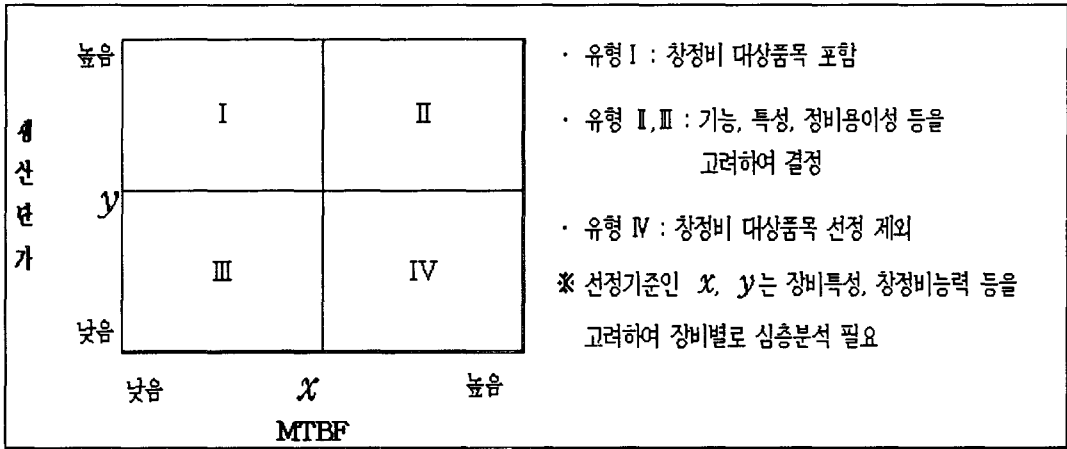 높음
Ⅰ
Ⅱ
생산단가
y
Ⅲ
Ⅳ
낮음
낮음
x
높음
MTBF
· 유형 Ⅰ : 창정비 대상품목 포함
· 유형 Ⅱ,Ⅲ : 기능, 특성, 정비용이성 등을
고려하여 결정
· 유형 Ⅳ : 창정비 대상품목 선정 제외
※ 선정기준인 x, y는 장비특성, 창정비능력 등을
고려하여 장비별로 심층분석 필요